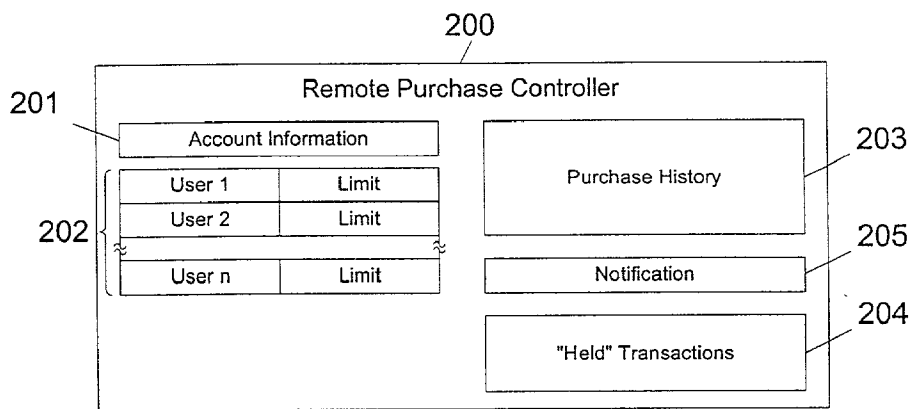 200
Remote Purchase Controller
201
Account Information
202
User 1 Limit
User 2 Limit
User n Limit
Purchase History
203
Notification
205
"Held" Transactions
204